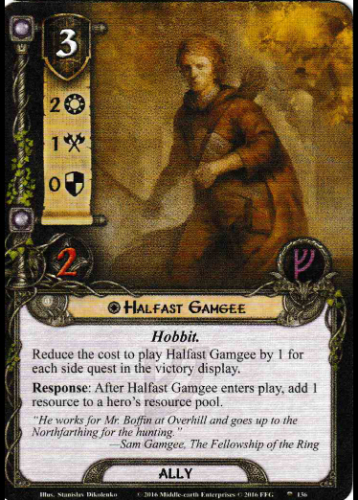 3
2
1
0
2
HALFAST GAMGEE
Hobbit.
Reduce the cost to play Halfast Gamgee by 1 for
each side quest in the victory display.
Response: After Halfast Gamgee enters play, add 1
resource to a hero's resource pool.
"He works for Mr. Boffin at Overhill and goes up to the
Northfarthing for the hunting."
—Sam Gamgee, The Fellowship of the Ring
ALLY
Illus. Stanislav Dikolenko © 2016 Middle-earth Enterprises © 2016 FFG 136